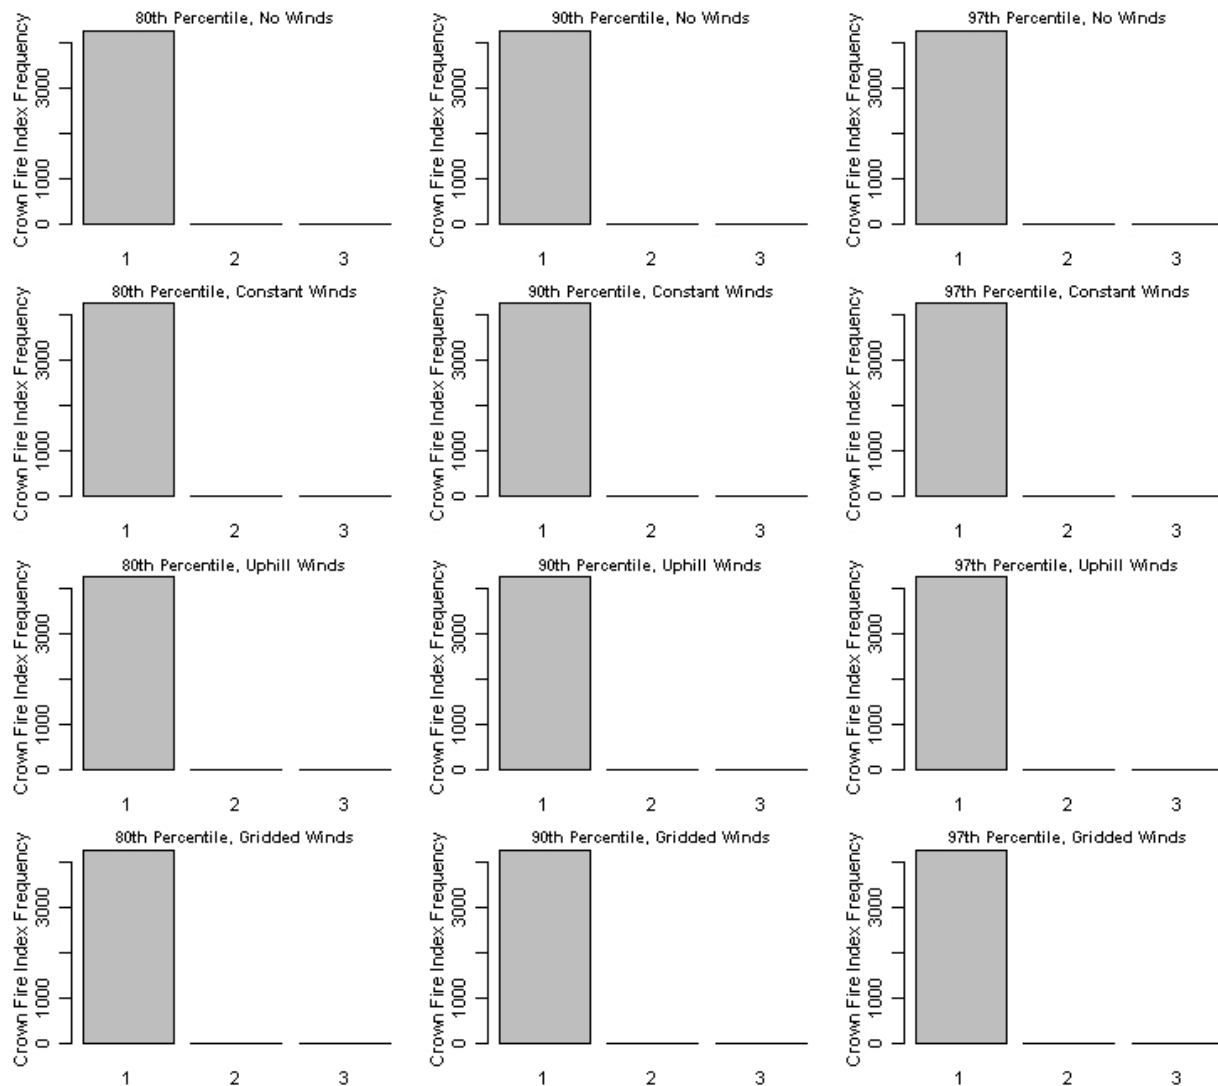 80th Percentile, No Winds
Crown Fire Index Frequency
0 1000 3000
1 2 3
90th Percentile, No Winds
Crown Fire Index Frequency
0 1000 3000
1 2 3
97th Percentile, No Winds
Crown Fire Index Frequency
0 1000 3000
1 2 3
80th Percentile, Constant Winds
Crown Fire Index Frequency
0 1000 3000
1 2 3
90th Percentile, Constant Winds
Crown Fire Index Frequency
0 1000 3000
1 2 3
97th Percentile, Constant Winds
Crown Fire Index Frequency
0 1000 3000
1 2 3
80th Percentile, Uphill Winds
Crown Fire Index Frequency
0 1000 3000
1 2 3
90th Percentile, Uphill Winds
Crown Fire Index Frequency
0 1000 3000
1 2 3
97th Percentile, Uphill Winds
Crown Fire Index Frequency
0 1000 3000
1 2 3
80th Percentile, Gridded Winds
Crown Fire Index Frequency
0 1000 3000
1 2 3
90th Percentile, Gridded Winds
Crown Fire Index Frequency
0 1000 3000
1 2 3
97th Percentile, Gridded Winds
Crown Fire Index Frequency
0 1000 3000
1 2 3